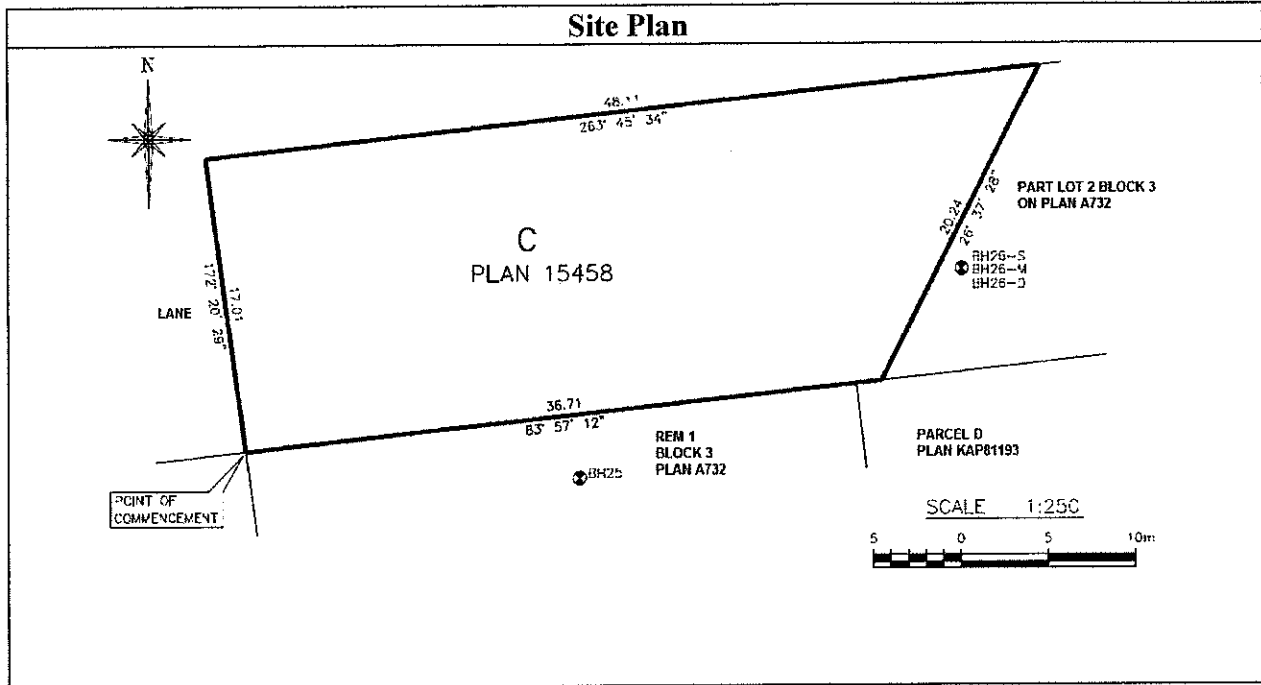 Site Plan
N
48.11
263° 45' 34"
20.24
26° 37' 28"
PART LOT 2 BLOCK 3
ON PLAN A732
BH26-S
BH26-M
BH26-D
C
PLAN 15458
LANE
17.01
172° 20' 29"
36.71
83° 57' 12"
REM 1
BLOCK 3
PLAN A732
BH25
PARCEL D
PLAN KAP81193
POINT OF
COMMENCEMENT
SCALE 1:250
5 0 5 10m